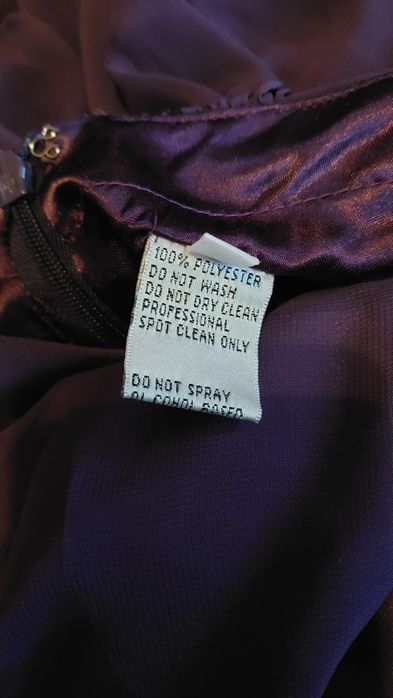 100% POLYESTER
DO NOT WASH
DO NOT DRY CLEAN
PROFESSIONAL
SPOT CLEAN ONLY
DO NOT SPRAY
ALCOHOL BASED